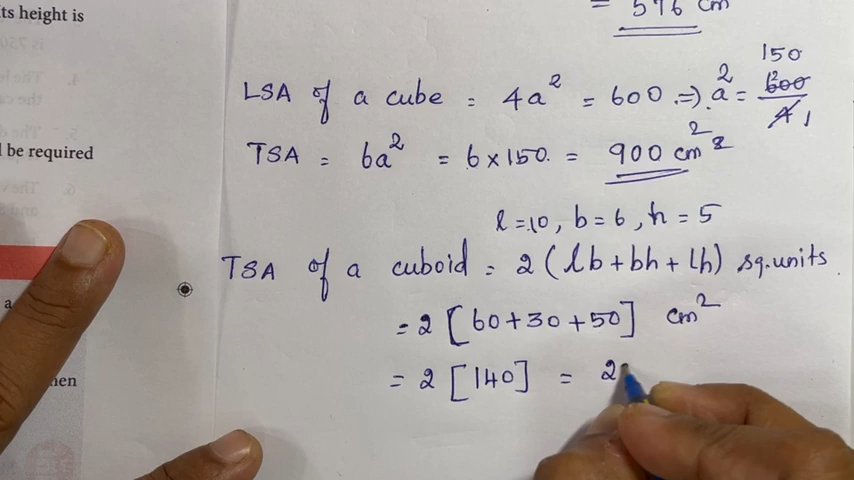 ts height is
= 576 cm
LSA of a cube = 4a² = 600 ⇒ a² = 600/4
150
1
TSA = 6a² = 6 × 150 = 900 cm²
l be required
l = 10, b = 6, h = 5
TSA of a cuboid = 2 (lb + bh + lh) sq.units
= 2 [60 + 30 + 50] cm²
a
= 2 [140] = 2